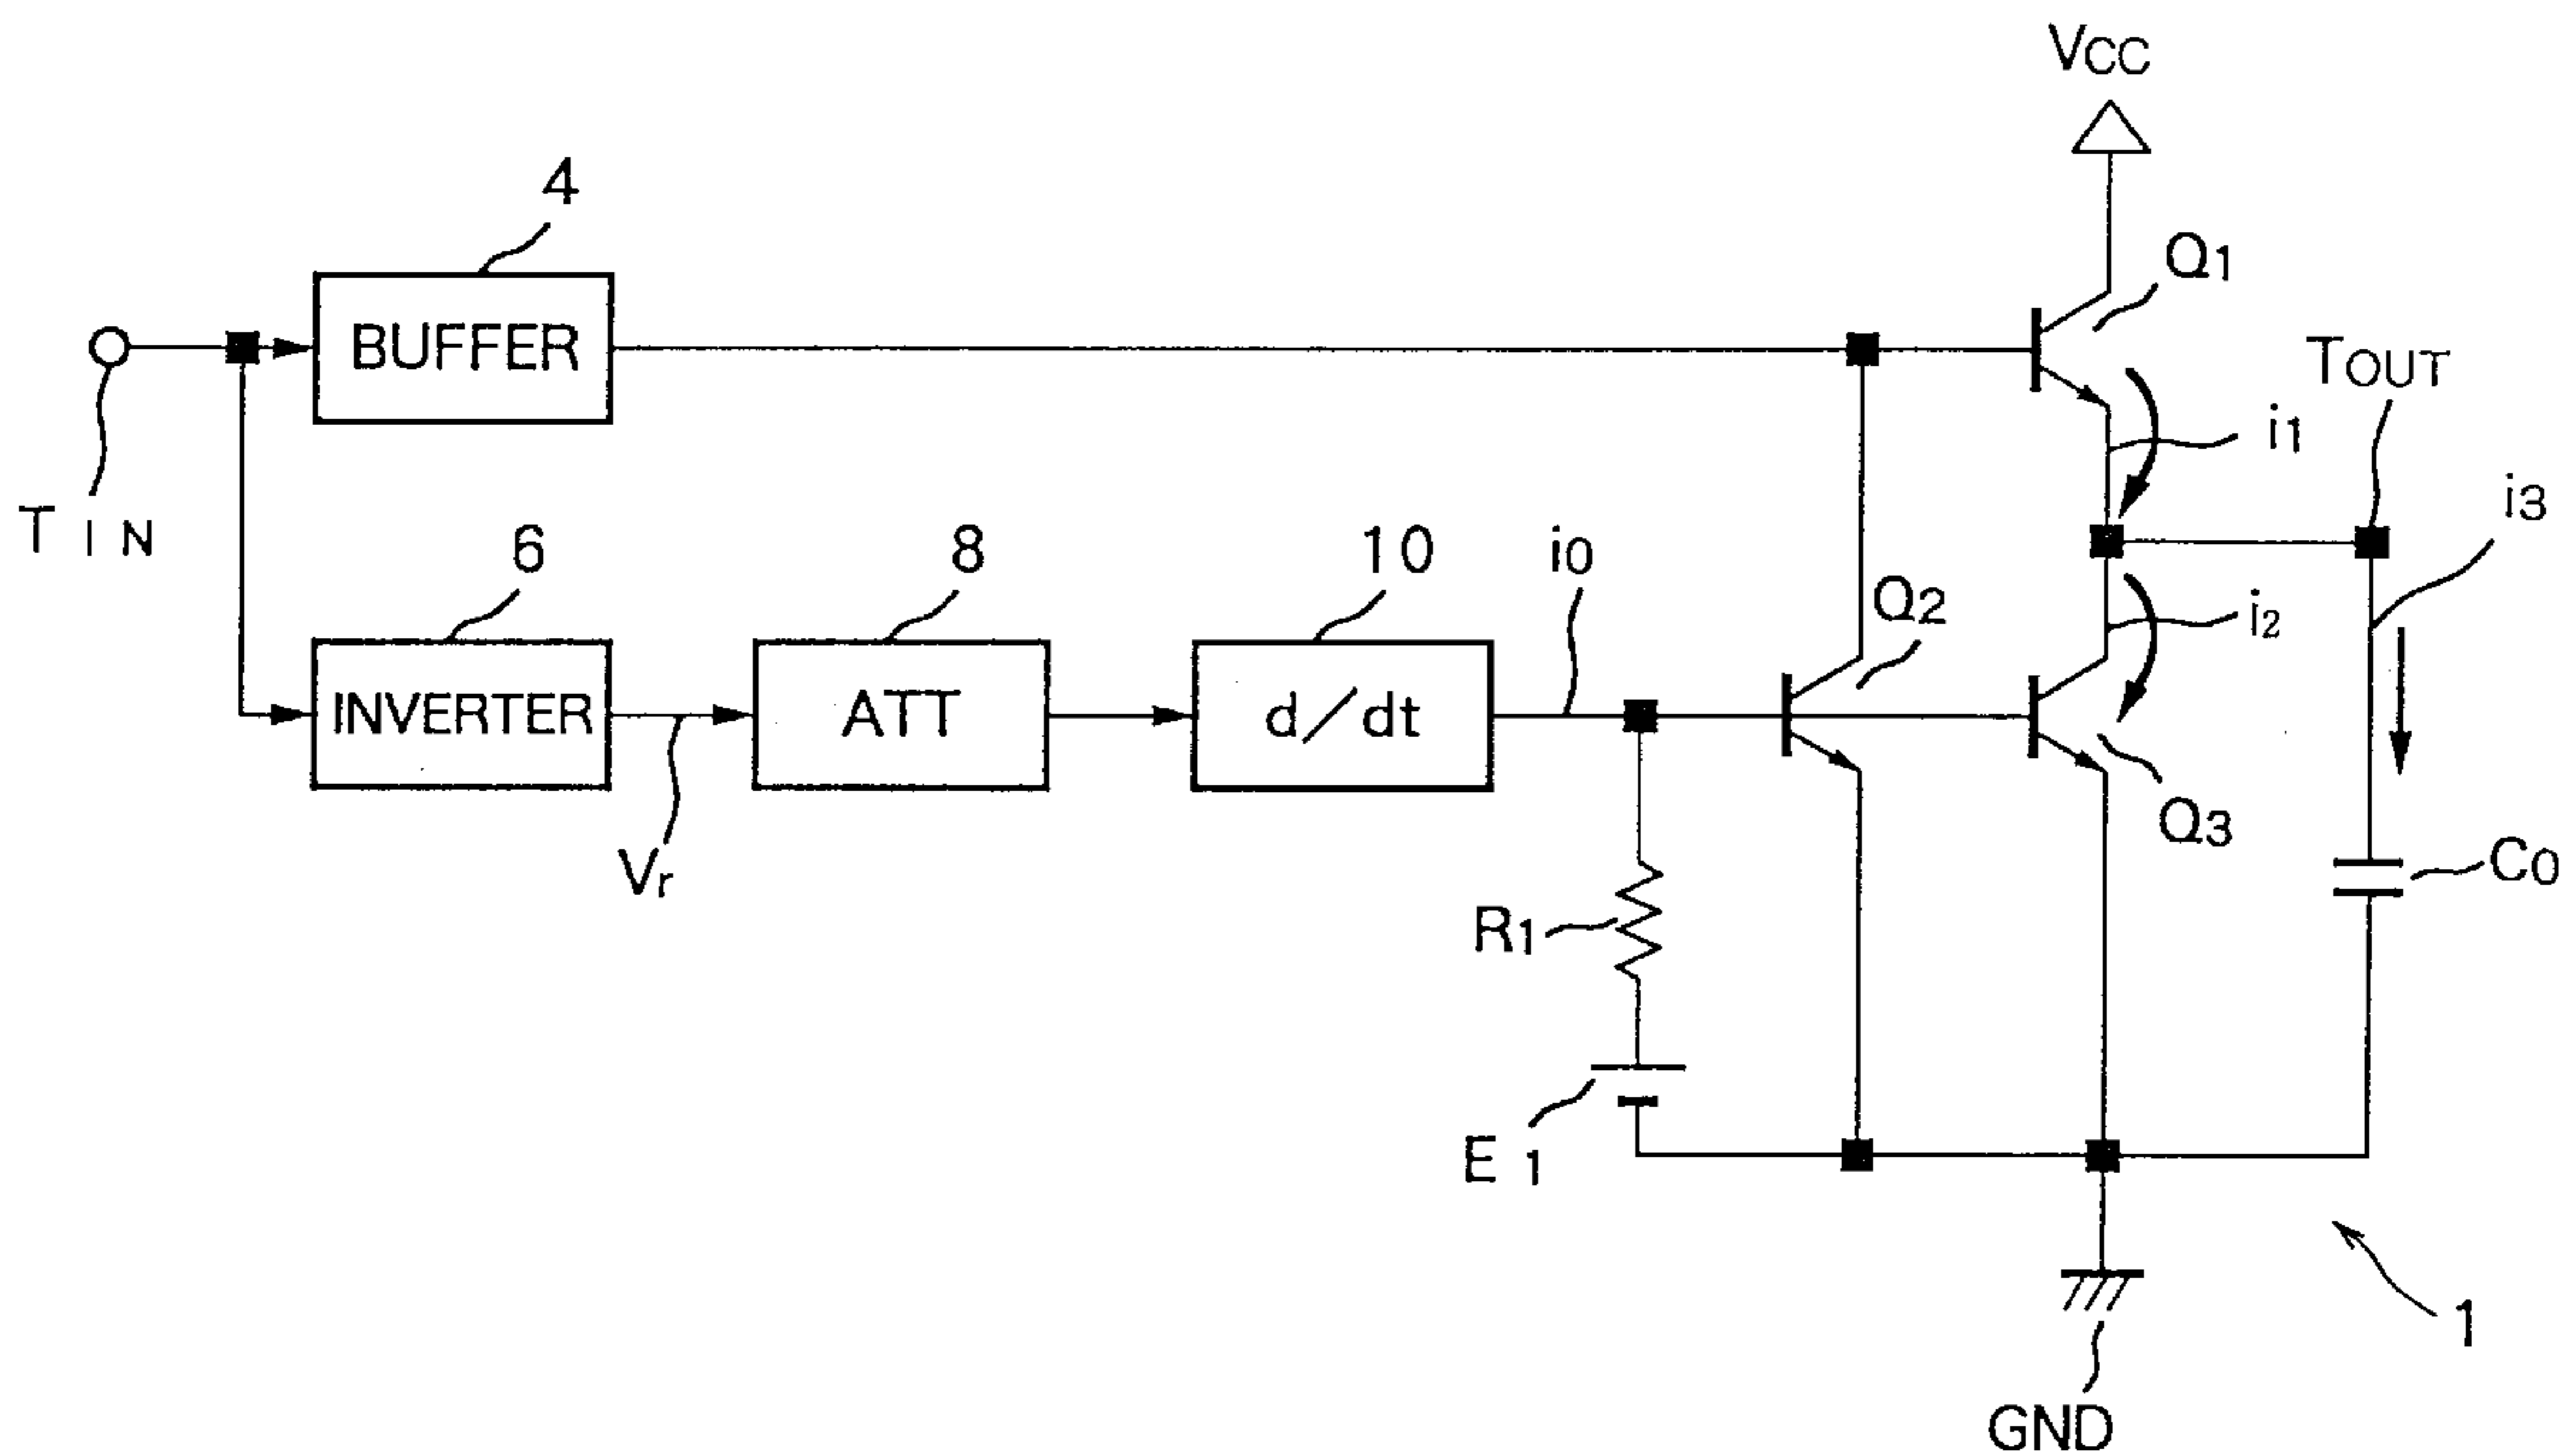 VCC
4
BUFFER
Q1
TOUT
i1
i3
TIN
6
8
10
i0
Q2
i2
INVERTER
ATT
d/dt
Vr
Q3
C0
R1
E1
1
GND